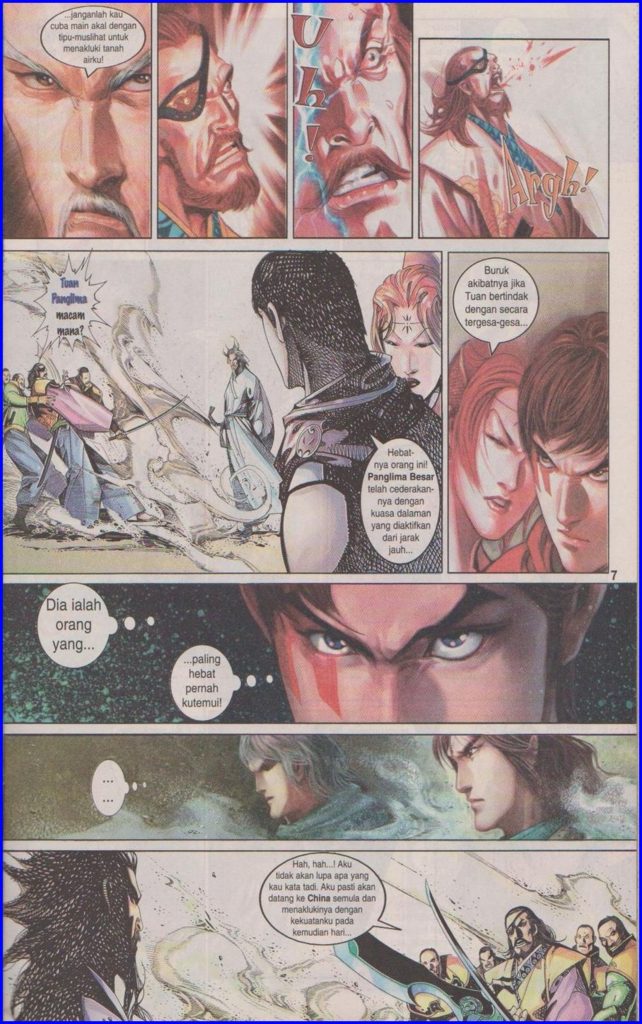 ...janganlah kau
cuba main akal dengan
tipu-muslihat untuk
menakluki tanah
airku!
Uh!
Argh!
Tuan
Panglima
macam
mana?
Hebat-
nya orang ini!
Panglima Besar
telah cederakan-
nya dengan
kuasa dalaman
yang diaktifkan
dari jarak
jauh...
Buruk
akibatnya jika
Tuan bertindak
dengan secara
tergesa-gesa...
7
Dia ialah
orang
yang...
...paling
hebat
pernah
kutemui!
...
...
Hah, hah...! Aku
tidak akan lupa apa yang
kau kata tadi. Aku pasti akan
datang ke China semula dan
menaklukinya dengan
kekuatanku pada
kemudian hari...